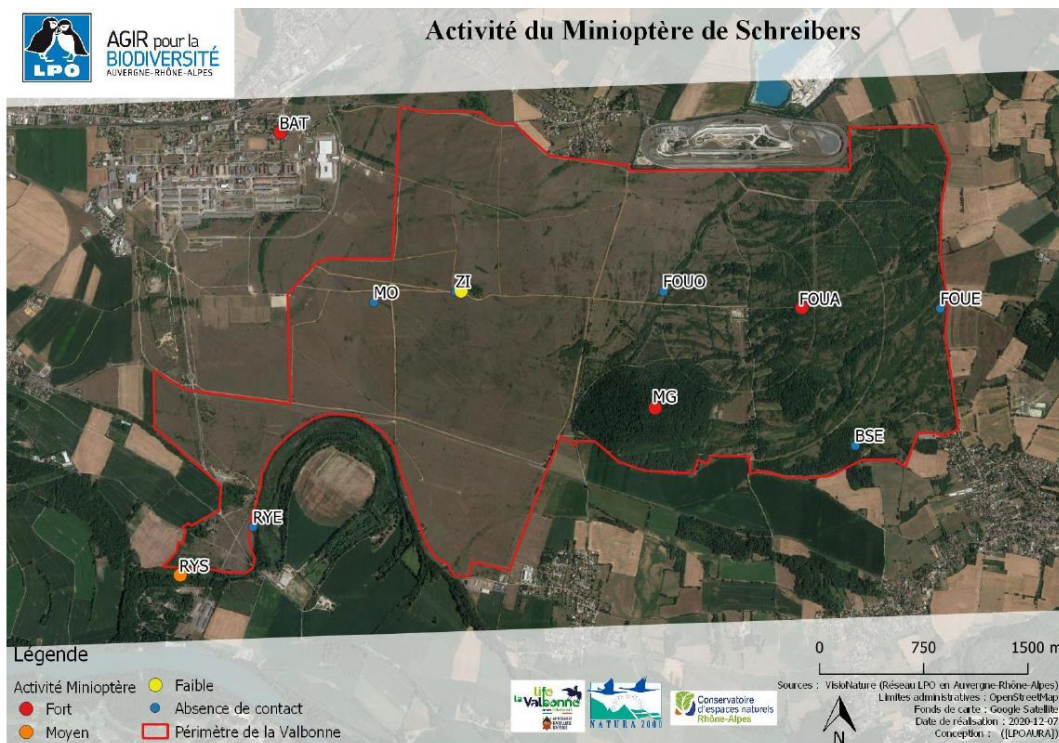 Activité du Minioptère de Schreibers
LPO
AGIR pour la
BIODIVERSITÉ
AUVERGNE-RHÔNE-ALPES
BAT
MO
ZI
FOUO
FOUA
FOUE
MG
BSE
RYE
RYS
Légende
Activité Minioptère
Fort
Moyen
Faible
Absence de contact
Périmètre de la Valbonne
life
la Valbonne
NATURA 2000
Conservatoire
d'espaces naturels
Rhône-Alpes
0 750 1500 m
Sources : VisioNature (Réseau LPO en Auvergne-Rhône-Alpes)
Limites administratives : OpenStreetMap
Fonds de carte : Google Satellite
Date de réalisation : 2020-12-07
Conception : ([LPOAURA])
N